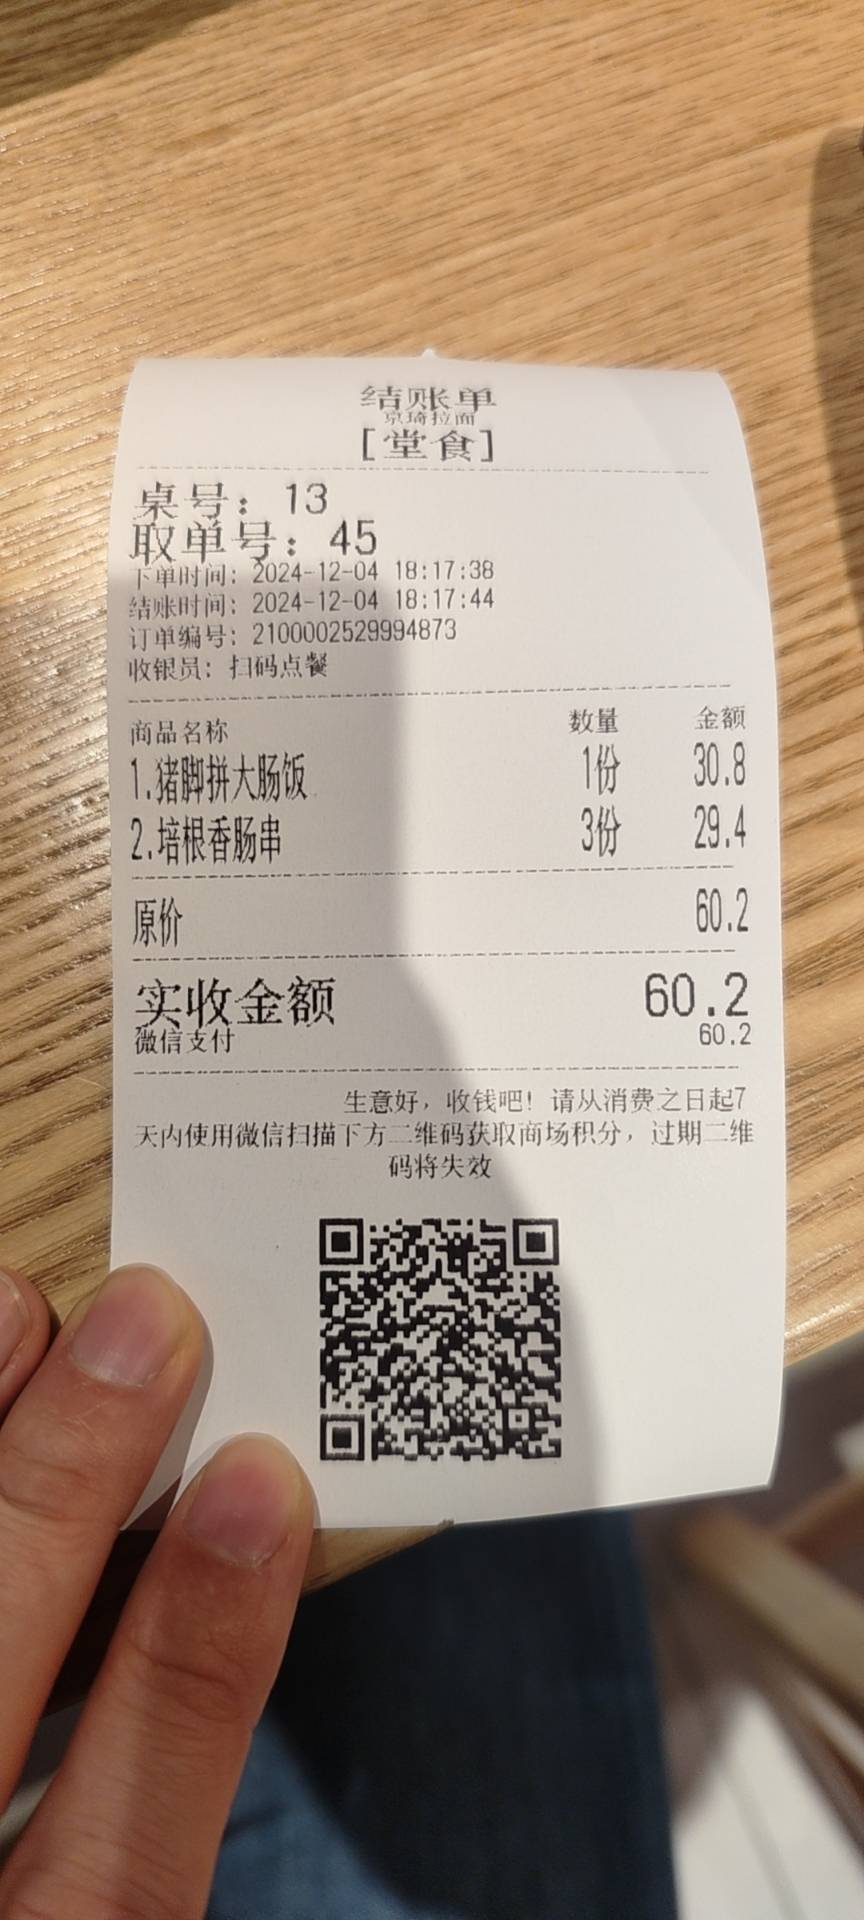 结账单
京琦拉面
[堂食]
桌号：13
取单号：45
下单时间：2024-12-04 18:17:38
结账时间：2024-12-04 18:17:44
订单编号：2100002529994873
收银员：扫码点餐
商品名称 数量 金额
1.猪脚拼大肠饭 1份 30.8
2.培根香肠串 3份 29.4
原价 60.2
实收金额 60.2
微信支付 60.2
生意好，收钱吧！请从消费之日起7
天内使用微信扫描下方二维码获取商场积分，过期二维
码将失效